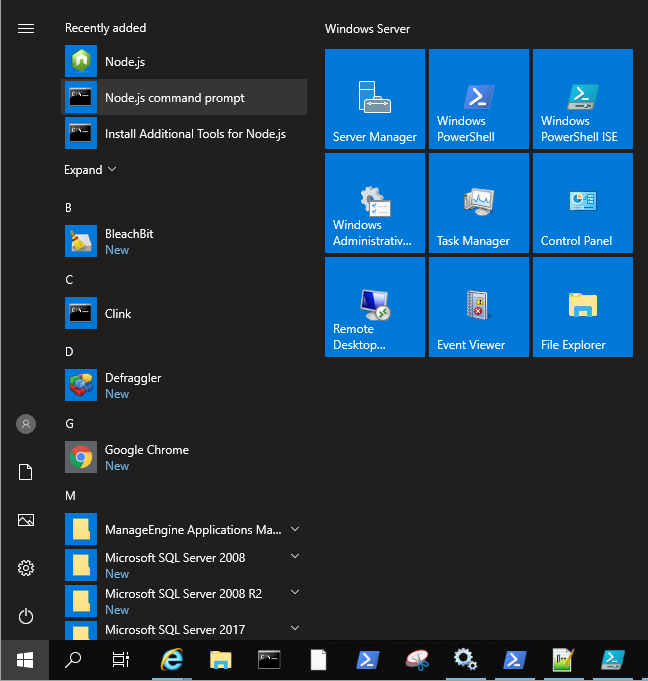 Recently added
Node.js
Node.js command prompt
Install Additional Tools for Node.js
Expand
B
BleachBit
New
C
Clink
D
Defraggler
New
G
Google Chrome
New
M
ManageEngine Applications Ma...
Microsoft SQL Server 2008
New
Microsoft SQL Server 2008 R2
New
Microsoft SQL Server 2017
Windows Server
Server Manager
Windows
PowerShell
Windows
PowerShell ISE
Windows
Administrativ...
Task Manager
Control Panel
Remote
Desktop...
Event Viewer
File Explorer